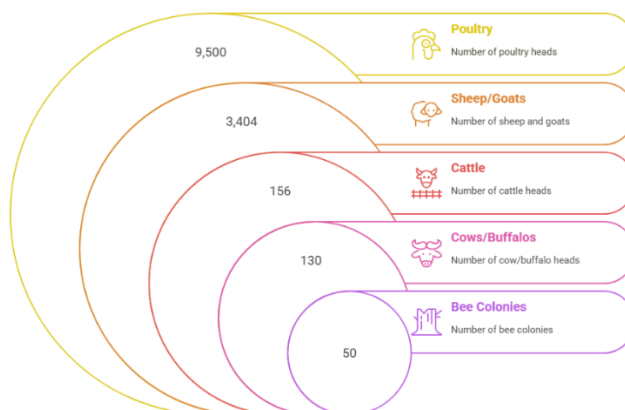 9,500
Poultry
Number of poultry heads
3,404
Sheep/Goats
Number of sheep and goats
156
Cattle
Number of cattle heads
130
Cows/Buffalos
Number of cow/buffalo heads
50
Bee Colonies
Number of bee colonies